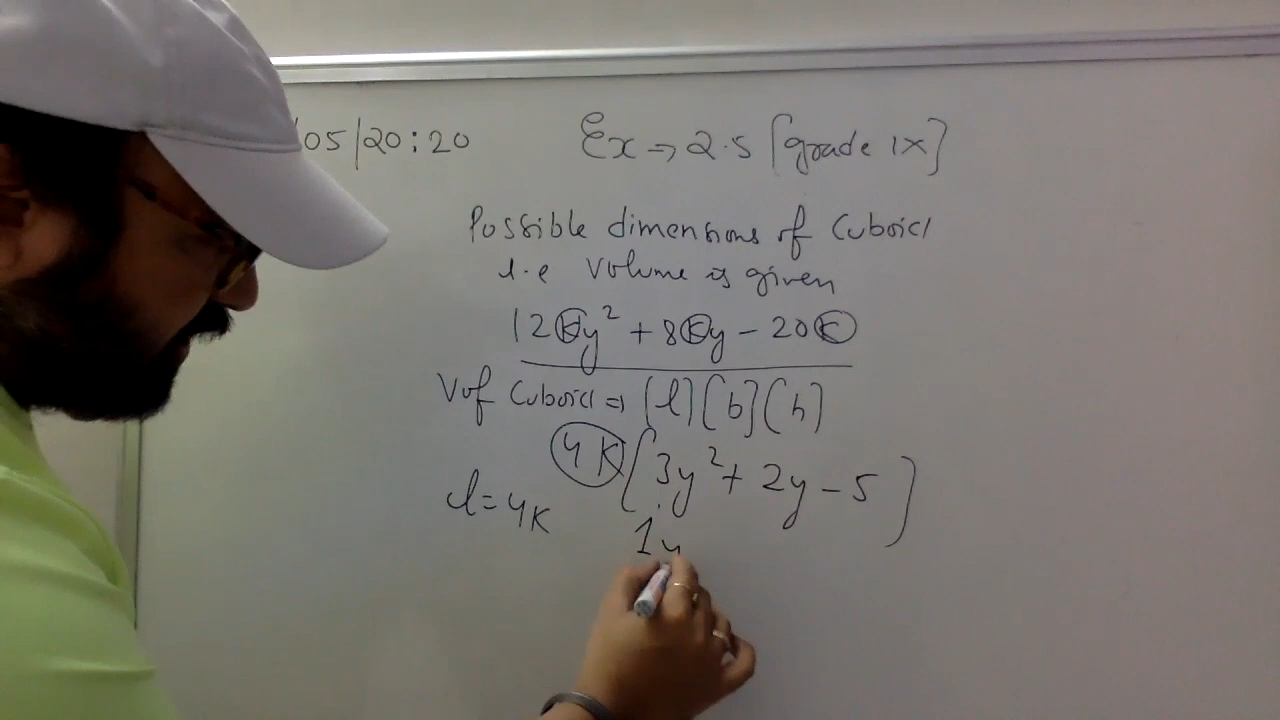 /05/20:20 Ex → 2.5 [grade IX]
Possible dimensions of Cuboid
i.e Volume is given
12Ky² + 8Ky - 20K
V of Cuboid ⇒ (l)(b)(h)
4K(3y² + 2y - 5)
l = 4K
1y